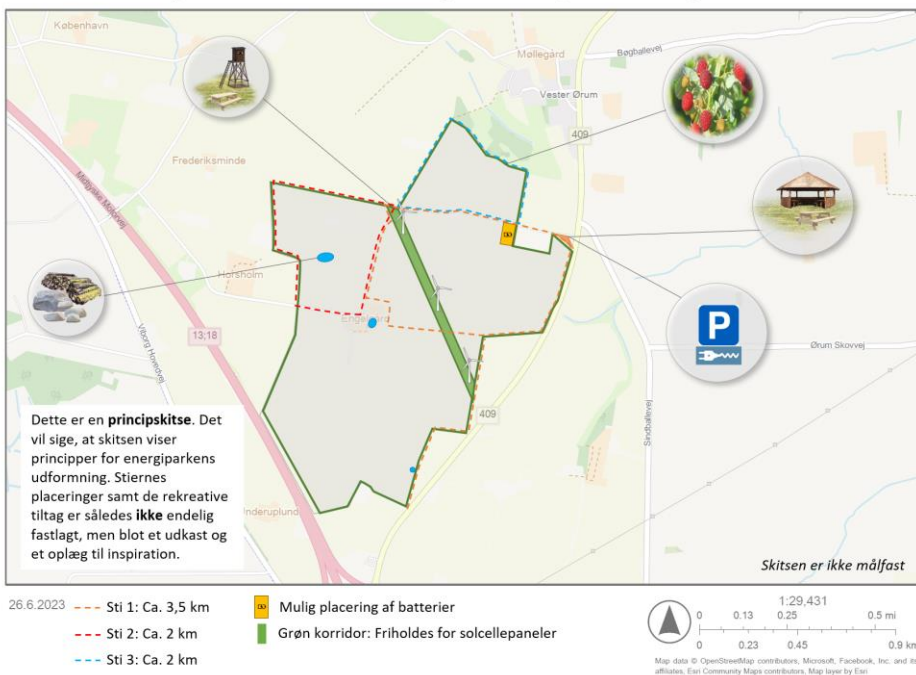 København
Møllegård
Bøgballevej
Vester Ørum
409
Frederiksminde
Midtjyske Motorvej
Horsholm
13;18
Engelgård
Viborg Hovedvej
P
Ørum Skovvej
Sindballevej
409
Underuplund
Dette er en principskitse. Det
vil sige, at skitsen viser
principper for energiparkens
udformning. Stiernes
placeringer samt de rekreative
tiltag er således ikke endelig
fastlagt, men blot et udkast og
et oplæg til inspiration.
Skitsen er ikke målfast
26.6.2023
Sti 1: Ca. 3,5 km
Sti 2: Ca. 2 km
Sti 3: Ca. 2 km
Mulig placering af batterier
Grøn korridor: Friholdes for solcellepaneler
1:29,431
0 0.13 0.25 0.5 mi
0 0.23 0.45 0.9 km
Map data © OpenStreetMap contributors, Microsoft, Facebook, Inc. and its
affiliates, Esri Community Maps contributors, Map layer by Esri